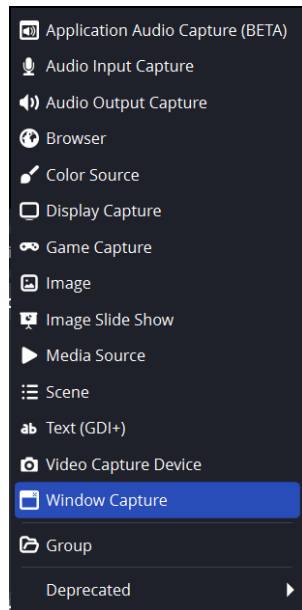 Application Audio Capture (BETA)
Audio Input Capture
Audio Output Capture
Browser
Color Source
Display Capture
Game Capture
Image
Image Slide Show
Media Source
Scene
ab Text (GDI+)
Video Capture Device
Window Capture
Group
Deprecated